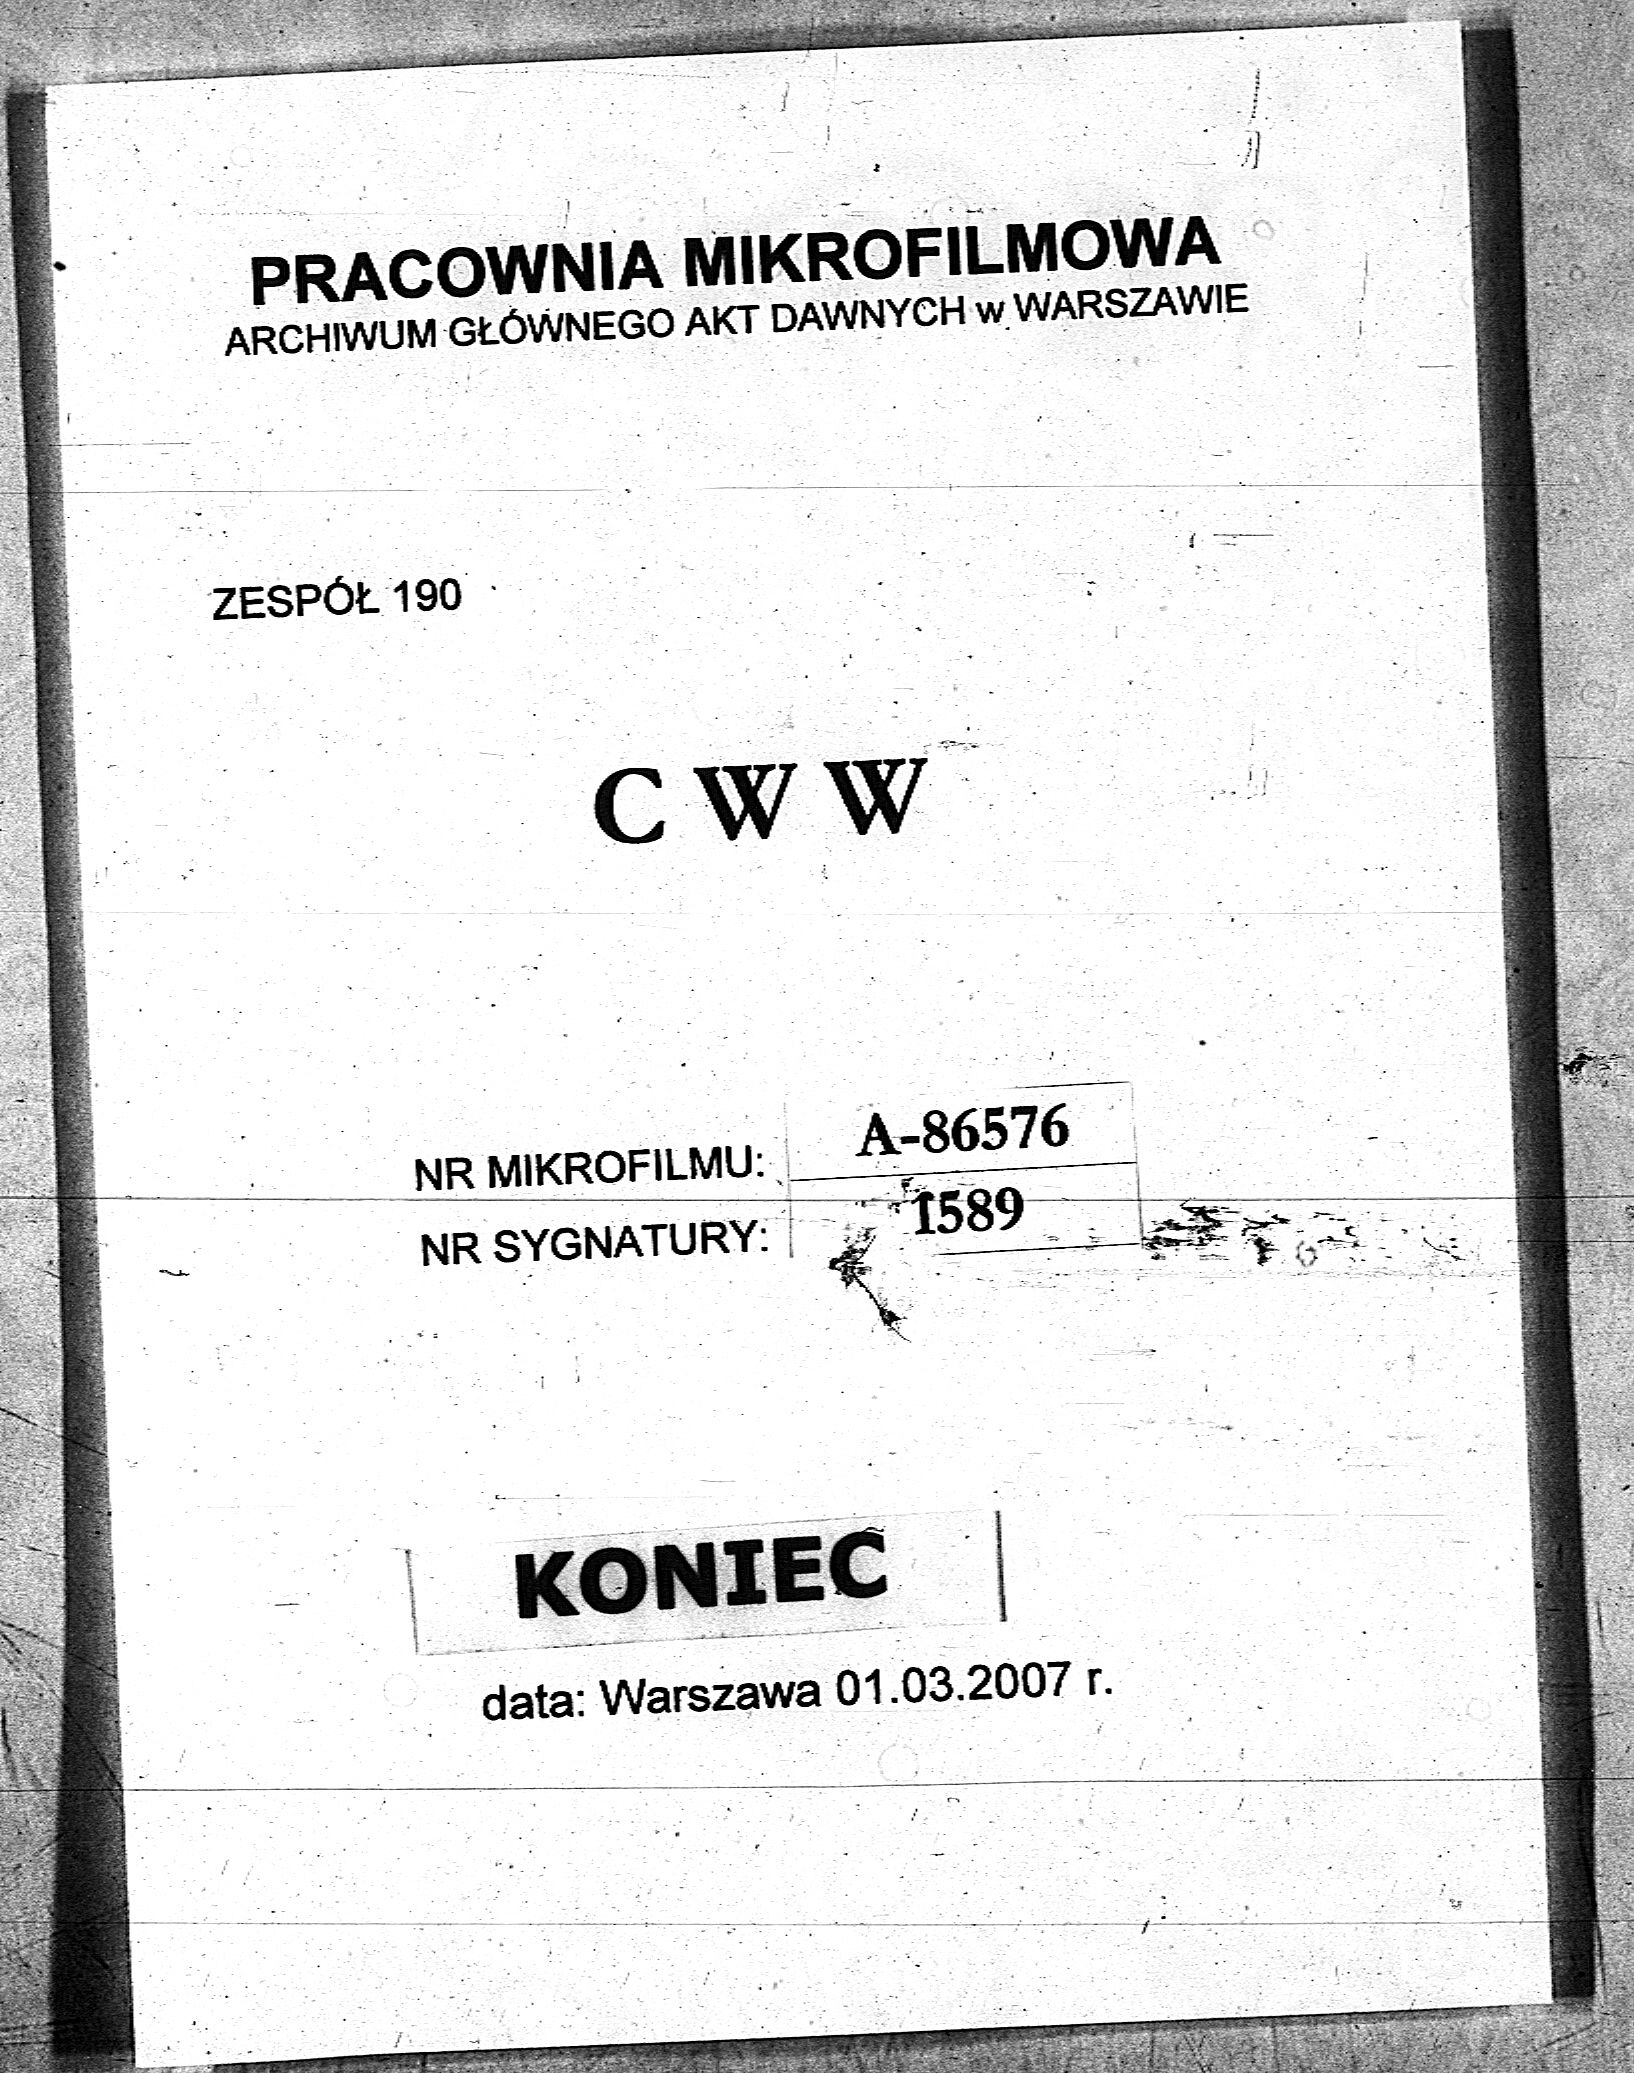 PRACOWNIA MIKROFILMOWA
ARCHIWUM GŁÓWNEGO AKT DAWNYCH w WARSZAWIE
ZESPÓŁ 190
C W W
NR MIKROFILMU: A-86576
NR SYGNATURY: 1589
KONIEC
data: Warszawa 01.03.2007 r.